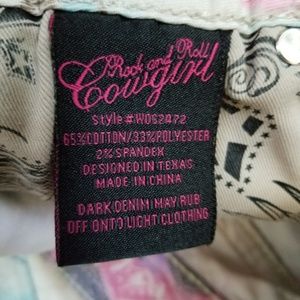 Rock and Roll
Cowgirl
Style # W0S2472
65% COTTON/33% POLYESTER
2% SPANDEX
DESIGNED IN TEXAS
MADE IN CHINA
DARK DENIM MAY RUB
OFF ONTO LIGHT CLOTHING